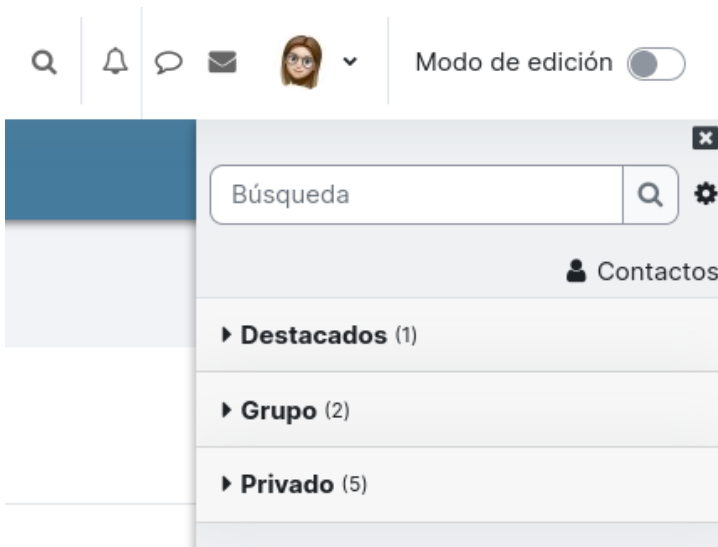 Modo de edición
Búsqueda
Contactos
Destacados (1)
Grupo (2)
Privado (5)